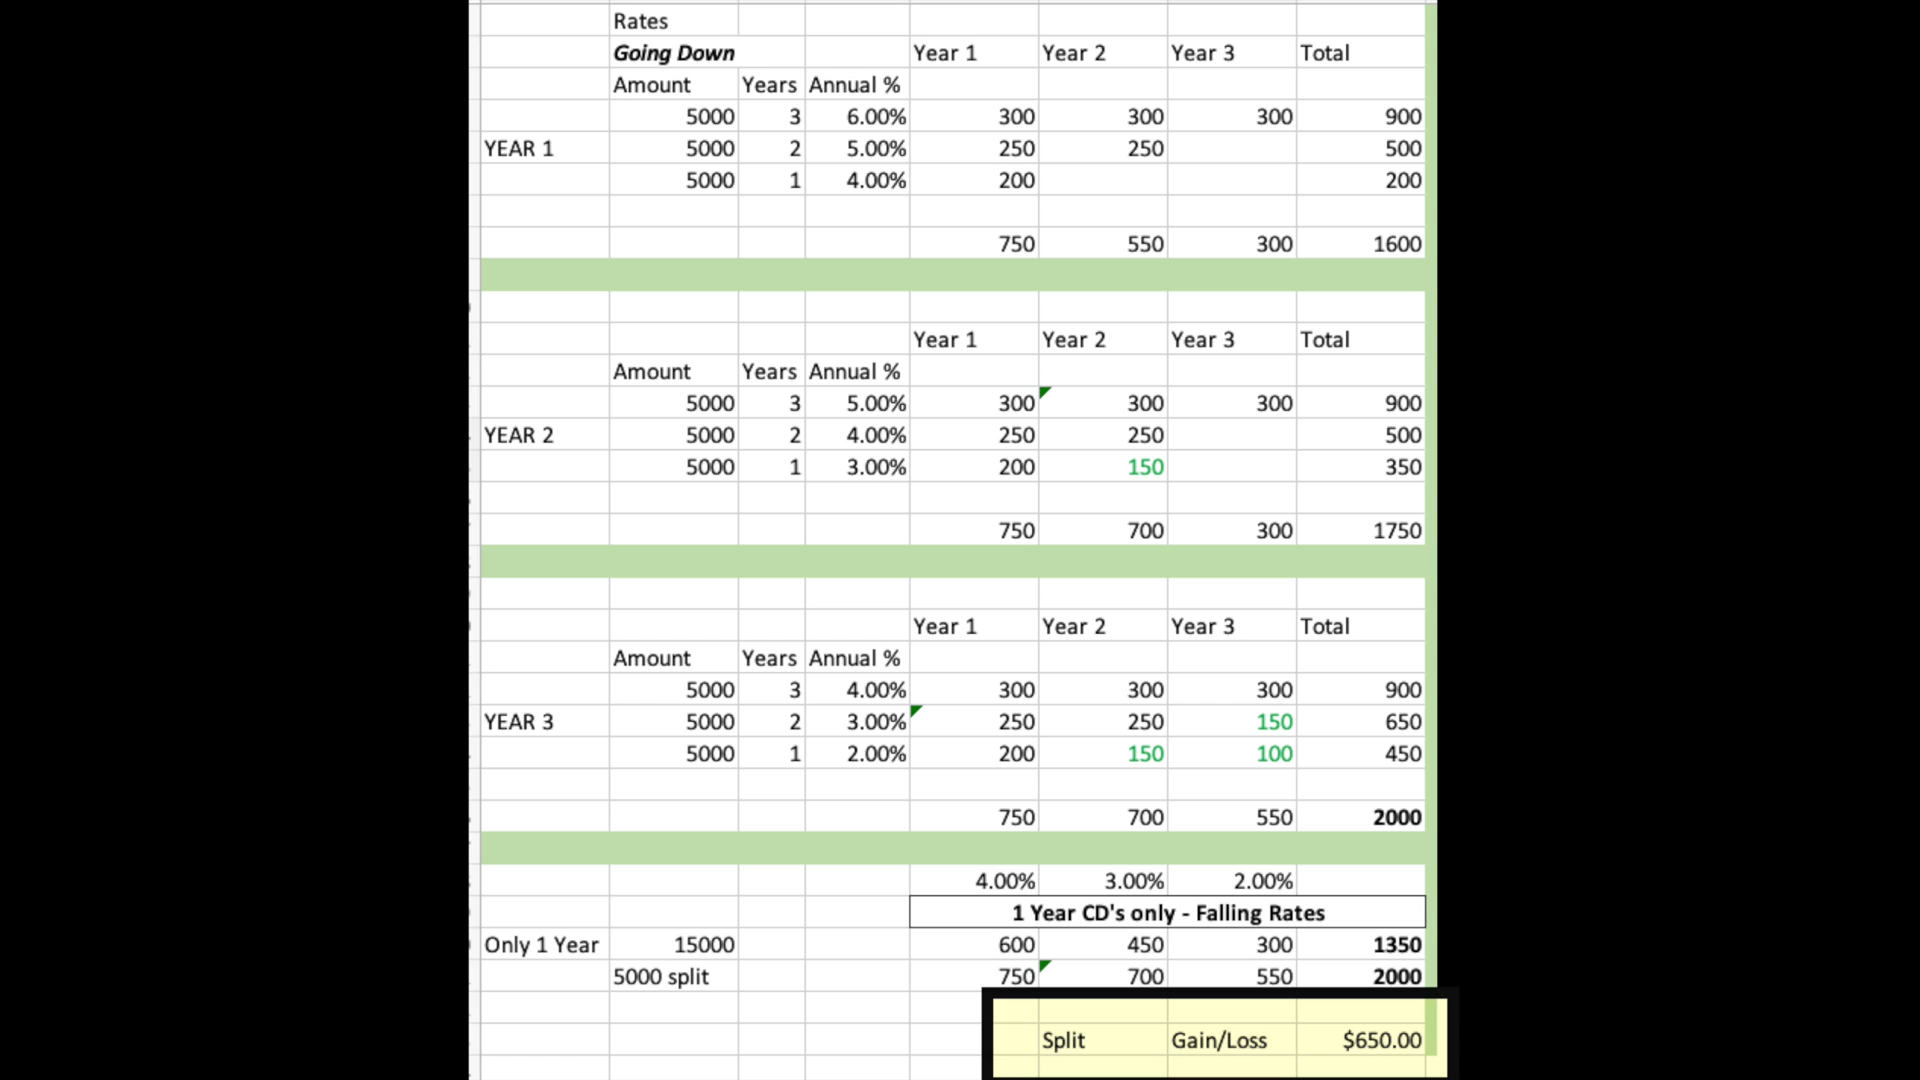 Rates
Going Down Year 1 Year 2 Year 3 Total
Amount Years Annual %
5000 3 6.00% 300 300 300 900
YEAR 1 5000 2 5.00% 250 250 500
5000 1 4.00% 200 200
750 550 300 1600
Year 1 Year 2 Year 3 Total
Amount Years Annual %
5000 3 5.00% 300 300 300 900
YEAR 2 5000 2 4.00% 250 250 500
5000 1 3.00% 200 150 350
750 700 300 1750
Year 1 Year 2 Year 3 Total
Amount Years Annual %
5000 3 4.00% 300 300 300 900
YEAR 3 5000 2 3.00% 250 250 150 650
5000 1 2.00% 200 150 100 450
750 700 550 2000
4.00% 3.00% 2.00%
1 Year CD's only - Falling Rates
Only 1 Year 15000 600 450 300 1350
5000 split 750 700 550 2000
Split Gain/Loss $650.00